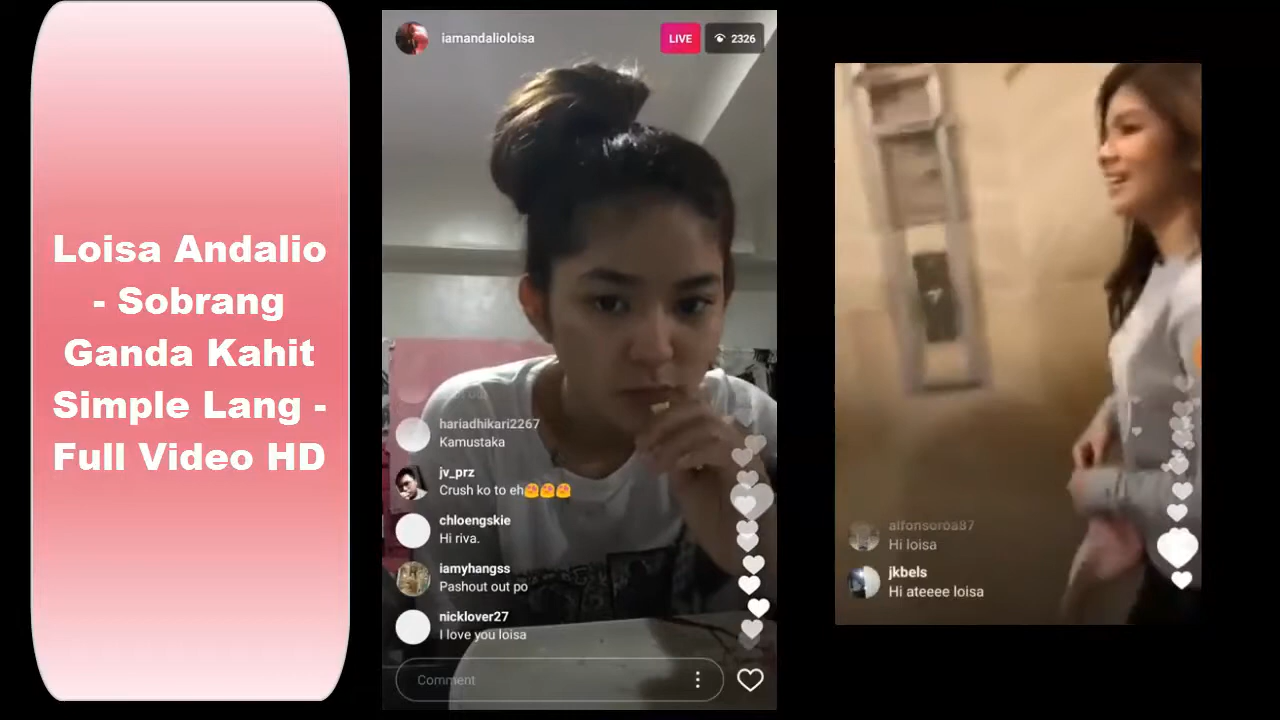 Loisa Andalio
- Sobrang
Ganda Kahit
Simple Lang -
Full Video HD
iamandalioloisa
LIVE
2326
hariadhikari2267
Kamustaka
jv_prz
Crush ko to eh😍😍😍
chloengskie
Hi riva.
iamyhangss
Pashout out po
nicklover27
I love you loisa
Comment
alfonsoroa87
Hi loisa
jkbels
Hi ateeee loisa